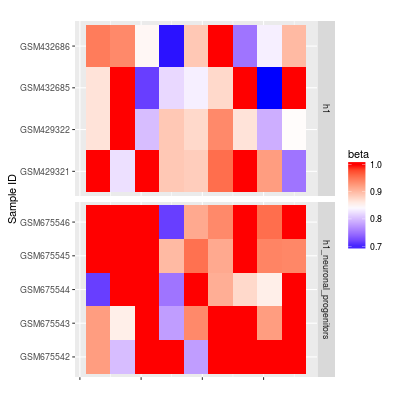 GSM432686
GSM432685
GSM429322
GSM429321
h1
GSM675546
GSM675545
GSM675544
GSM675543
GSM675542
h1_neuronal_progenitors
Sample ID
beta
1.0
0.9
0.8
0.7